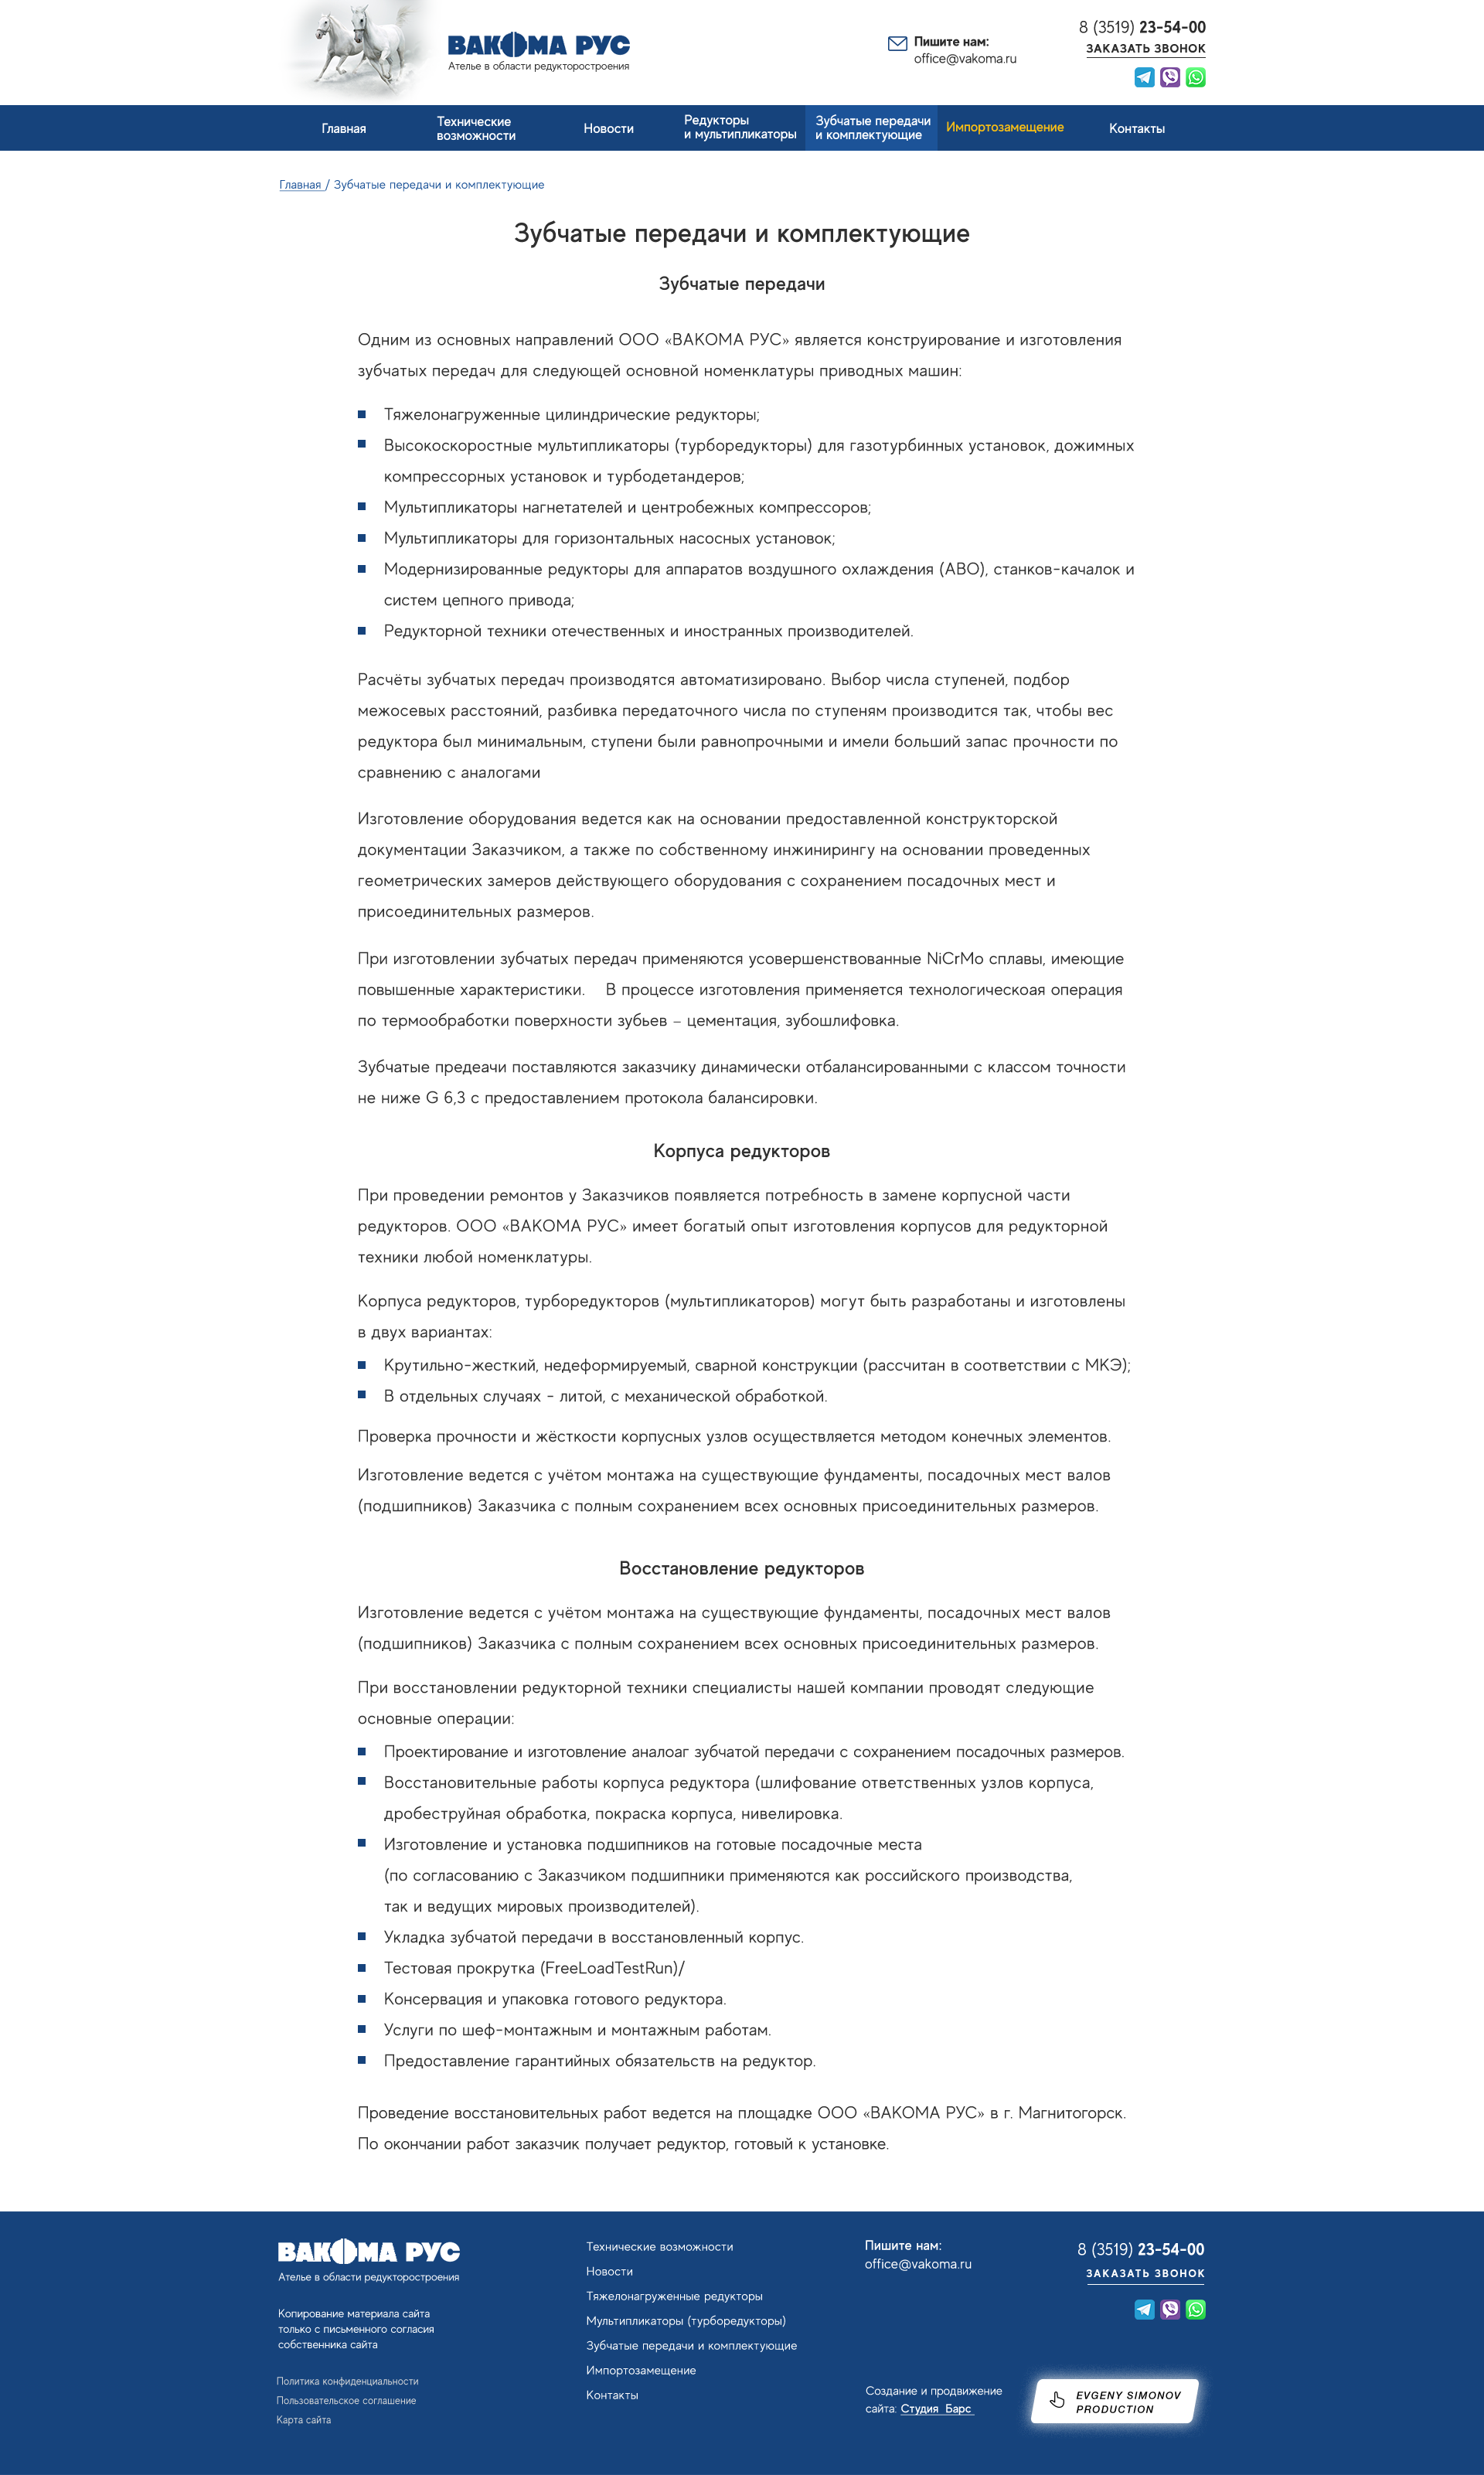 ВАКОМА РУС
Ателье в области редукторостроения
Пишите нам:
office@vakoma.ru
8 (3519) 23-54-00
ЗАКАЗАТЬ ЗВОНОК
Главная
Технические
возможности
Новости
Редукторы
и мультипликаторы
Зубчатые передачи
и комплектующие
Импортозамещение
Контакты
Главная / Зубчатые передачи и комплектующие
Зубчатые передачи и комплектующие
Зубчатые передачи
Одним из основных направлений ООО «ВАКОМА РУС» является конструирование и изготовления
зубчатых передач для следующей основной номенклатуры приводных машин:
Тяжелонагруженные цилиндрические редукторы;
Высокоскоростные мультипликаторы (турборедукторы) для газотурбинных установок, дожимных
компрессорных установок и турбодетандеров;
Мультипликаторы нагнетателей и центробежных компрессоров;
Мультипликаторы для горизонтальных насосных установок;
Модернизированные редукторы для аппаратов воздушного охлаждения (АВО), станков-качалок и
систем цепного привода;
Редукторной техники отечественных и иностранных производителей.
Расчёты зубчатых передач производятся автоматизировано. Выбор числа ступеней, подбор
межосевых расстояний, разбивка передаточного числа по ступеням производится так, чтобы вес
редуктора был минимальным, ступени были равнопрочными и имели больший запас прочности по
сравнению с аналогами
Изготовление оборудования ведется как на основании предоставленной конструкторской
документации Заказчиком, а также по собственному инжинирингу на основании проведенных
геометрических замеров действующего оборудования с сохранением посадочных мест и
присоединительных размеров.
При изготовлении зубчатых передач применяются усовершенствованные NiCrMo сплавы, имеющие
повышенные характеристики. В процессе изготовления применяется технологическоая операция
по термообработки поверхности зубьев – цементация, зубошлифовка.
Зубчатые предеачи поставляются заказчику динамически отбалансированными с классом точности
не ниже G 6,3 с предоставлением протокола балансировки.
Корпуса редукторов
При проведении ремонтов у Заказчиков появляется потребность в замене корпусной части
редукторов. ООО «ВАКОМА РУС» имеет богатый опыт изготовления корпусов для редукторной
техники любой номенклатуры.
Корпуса редукторов, турборедукторов (мультипликаторов) могут быть разработаны и изготовлены
в двух вариантах:
Крутильно-жесткий, недеформируемый, сварной конструкции (рассчитан в соответствии с МКЭ);
В отдельных случаях - литой, с механической обработкой.
Проверка прочности и жёсткости корпусных узлов осуществляется методом конечных элементов.
Изготовление ведется с учётом монтажа на существующие фундаменты, посадочных мест валов
(подшипников) Заказчика с полным сохранением всех основных присоединительных размеров.
Восстановление редукторов
Изготовление ведется с учётом монтажа на существующие фундаменты, посадочных мест валов
(подшипников) Заказчика с полным сохранением всех основных присоединительных размеров.
При восстановлении редукторной техники специалисты нашей компании проводят следующие
основные операции:
Проектирование и изготовление аналоаг зубчатой передачи с сохранением посадочных размеров.
Восстановительные работы корпуса редуктора (шлифование ответственных узлов корпуса,
дробеструйная обработка, покраска корпуса, нивелировка.
Изготовление и установка подшипников на готовые посадочные места
(по согласованию с Заказчиком подшипники применяются как российского производства,
так и ведущих мировых производителей).
Укладка зубчатой передачи в восстановленный корпус.
Тестовая прокрутка (FreeLoadTestRun)/
Консервация и упаковка готового редуктора.
Услуги по шеф-монтажным и монтажным работам.
Предоставление гарантийных обязательств на редуктор.
Проведение восстановительных работ ведется на площадке ООО «ВАКОМА РУС» в г. Магнитогорск.
По окончании работ заказчик получает редуктор, готовый к установке.
ВАКОМА РУС
Ателье в области редукторостроения
Копирование материала сайта
только с письменного согласия
собственника сайта
Политика конфиденциальности
Пользовательское соглашение
Карта сайта
Технические возможности
Новости
Тяжелонагруженные редукторы
Мультипликаторы (турборедукторы)
Зубчатые передачи и комплектующие
Импортозамещение
Контакты
Пишите нам:
office@vakoma.ru
Создание и продвижение
сайта: Студия Барс
8 (3519) 23-54-00
ЗАКАЗАТЬ ЗВОНОК
EVGENY SIMONOV
PRODUCTION